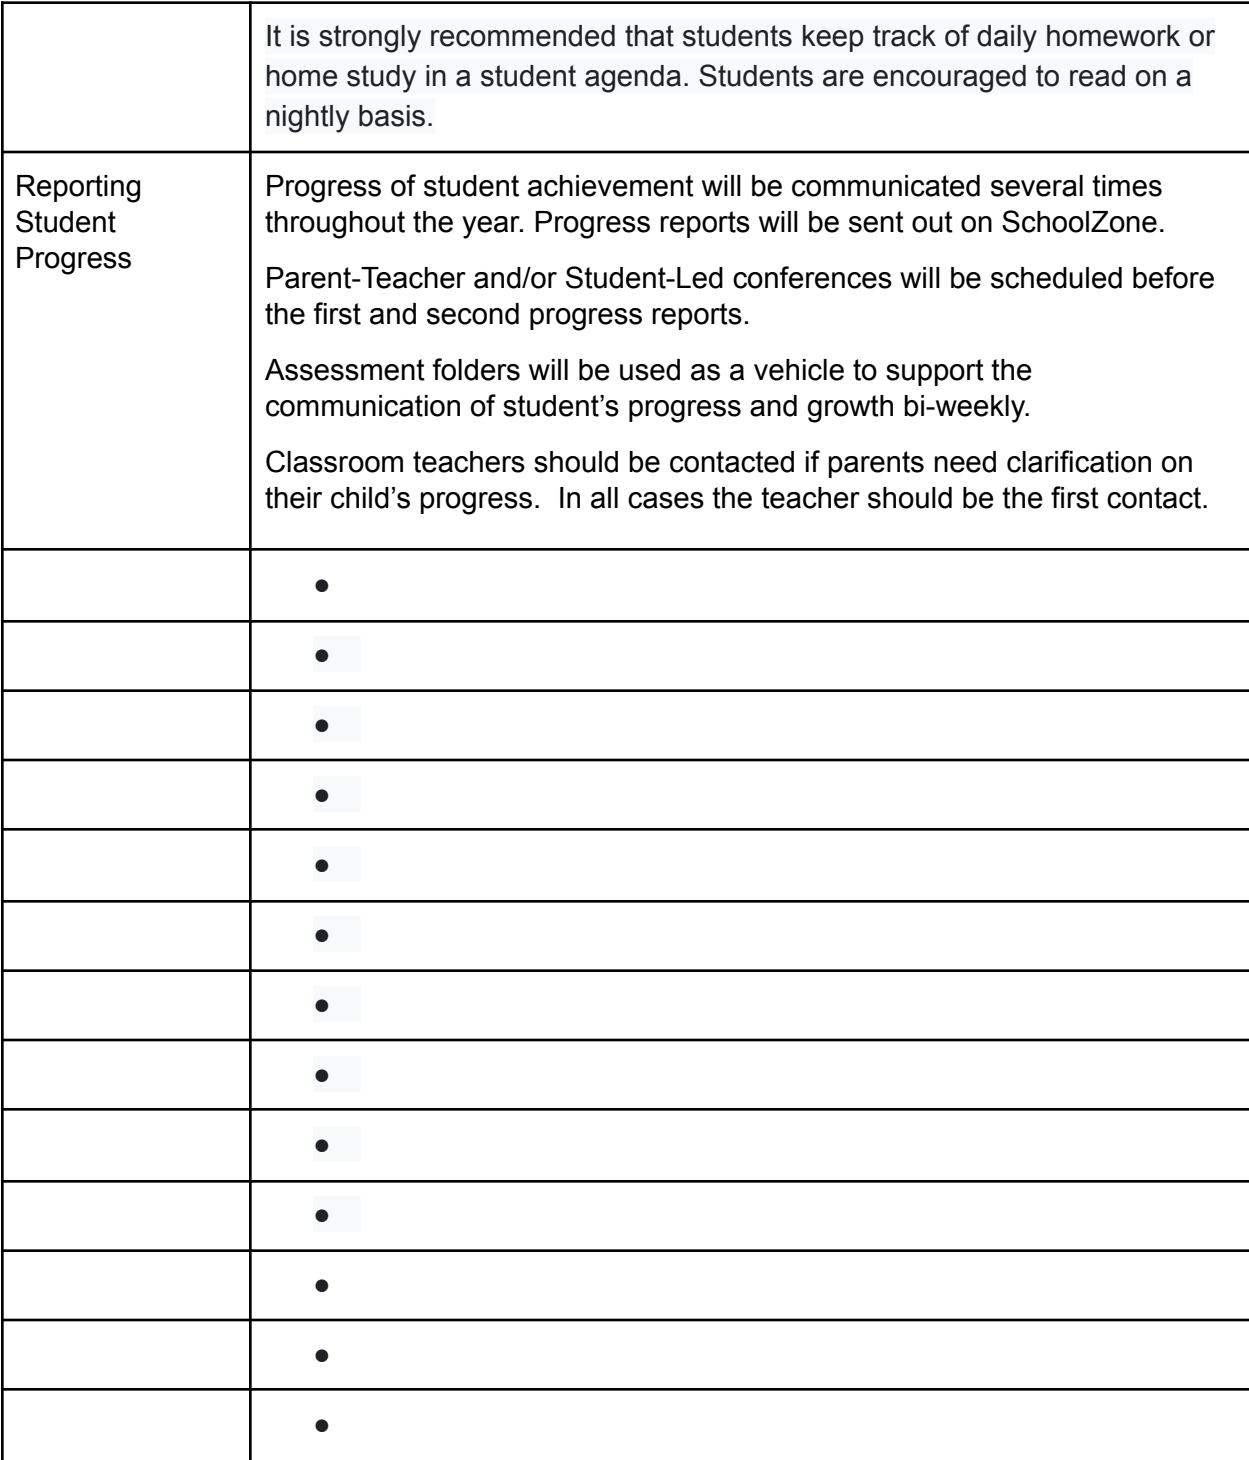 It is strongly recommended that students keep track of daily homework or
home study in a student agenda. Students are encouraged to read on a
nightly basis.
Reporting
Student
Progress
Progress of student achievement will be communicated several times
throughout the year. Progress reports will be sent out on SchoolZone.
Parent-Teacher and/or Student-Led conferences will be scheduled before
the first and second progress reports.
Assessment folders will be used as a vehicle to support the
communication of student’s progress and growth bi-weekly.
Classroom teachers should be contacted if parents need clarification on
their child’s progress.  In all cases the teacher should be the first contact.
●
●
●
●
●
●
●
●
●
●
●
●
●